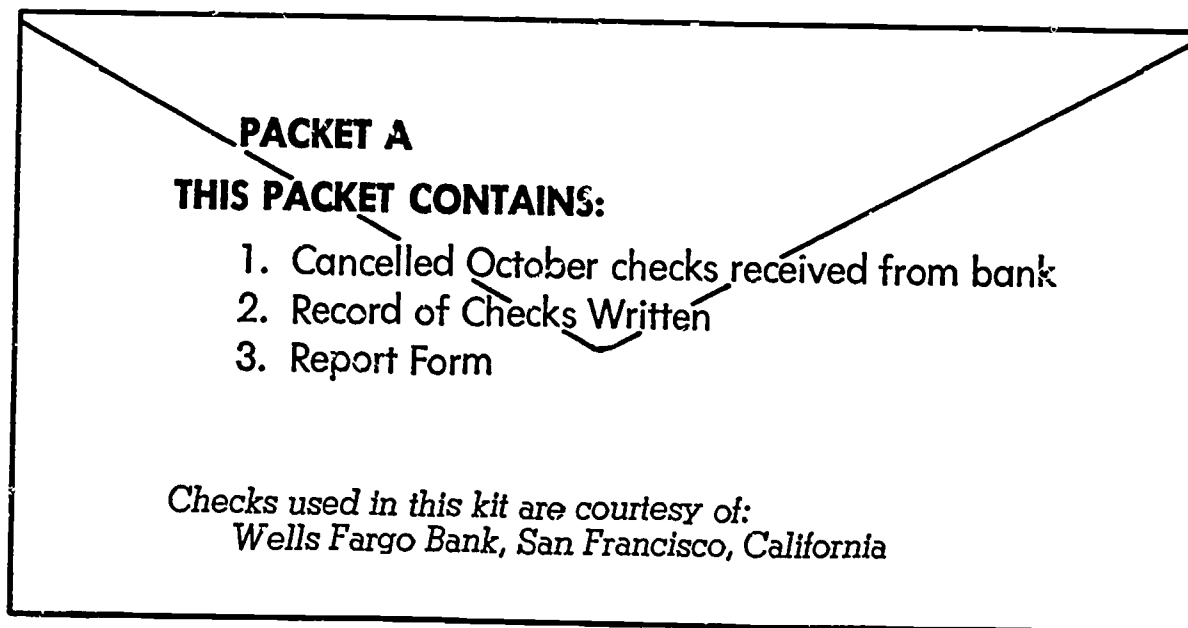 PACKET A
THIS PACKET CONTAINS:
1. Cancelled October checks received from bank
2. Record of Checks Written
3. Report Form
Checks used in this kit are courtesy of:
Wells Fargo Bank, San Francisco, California